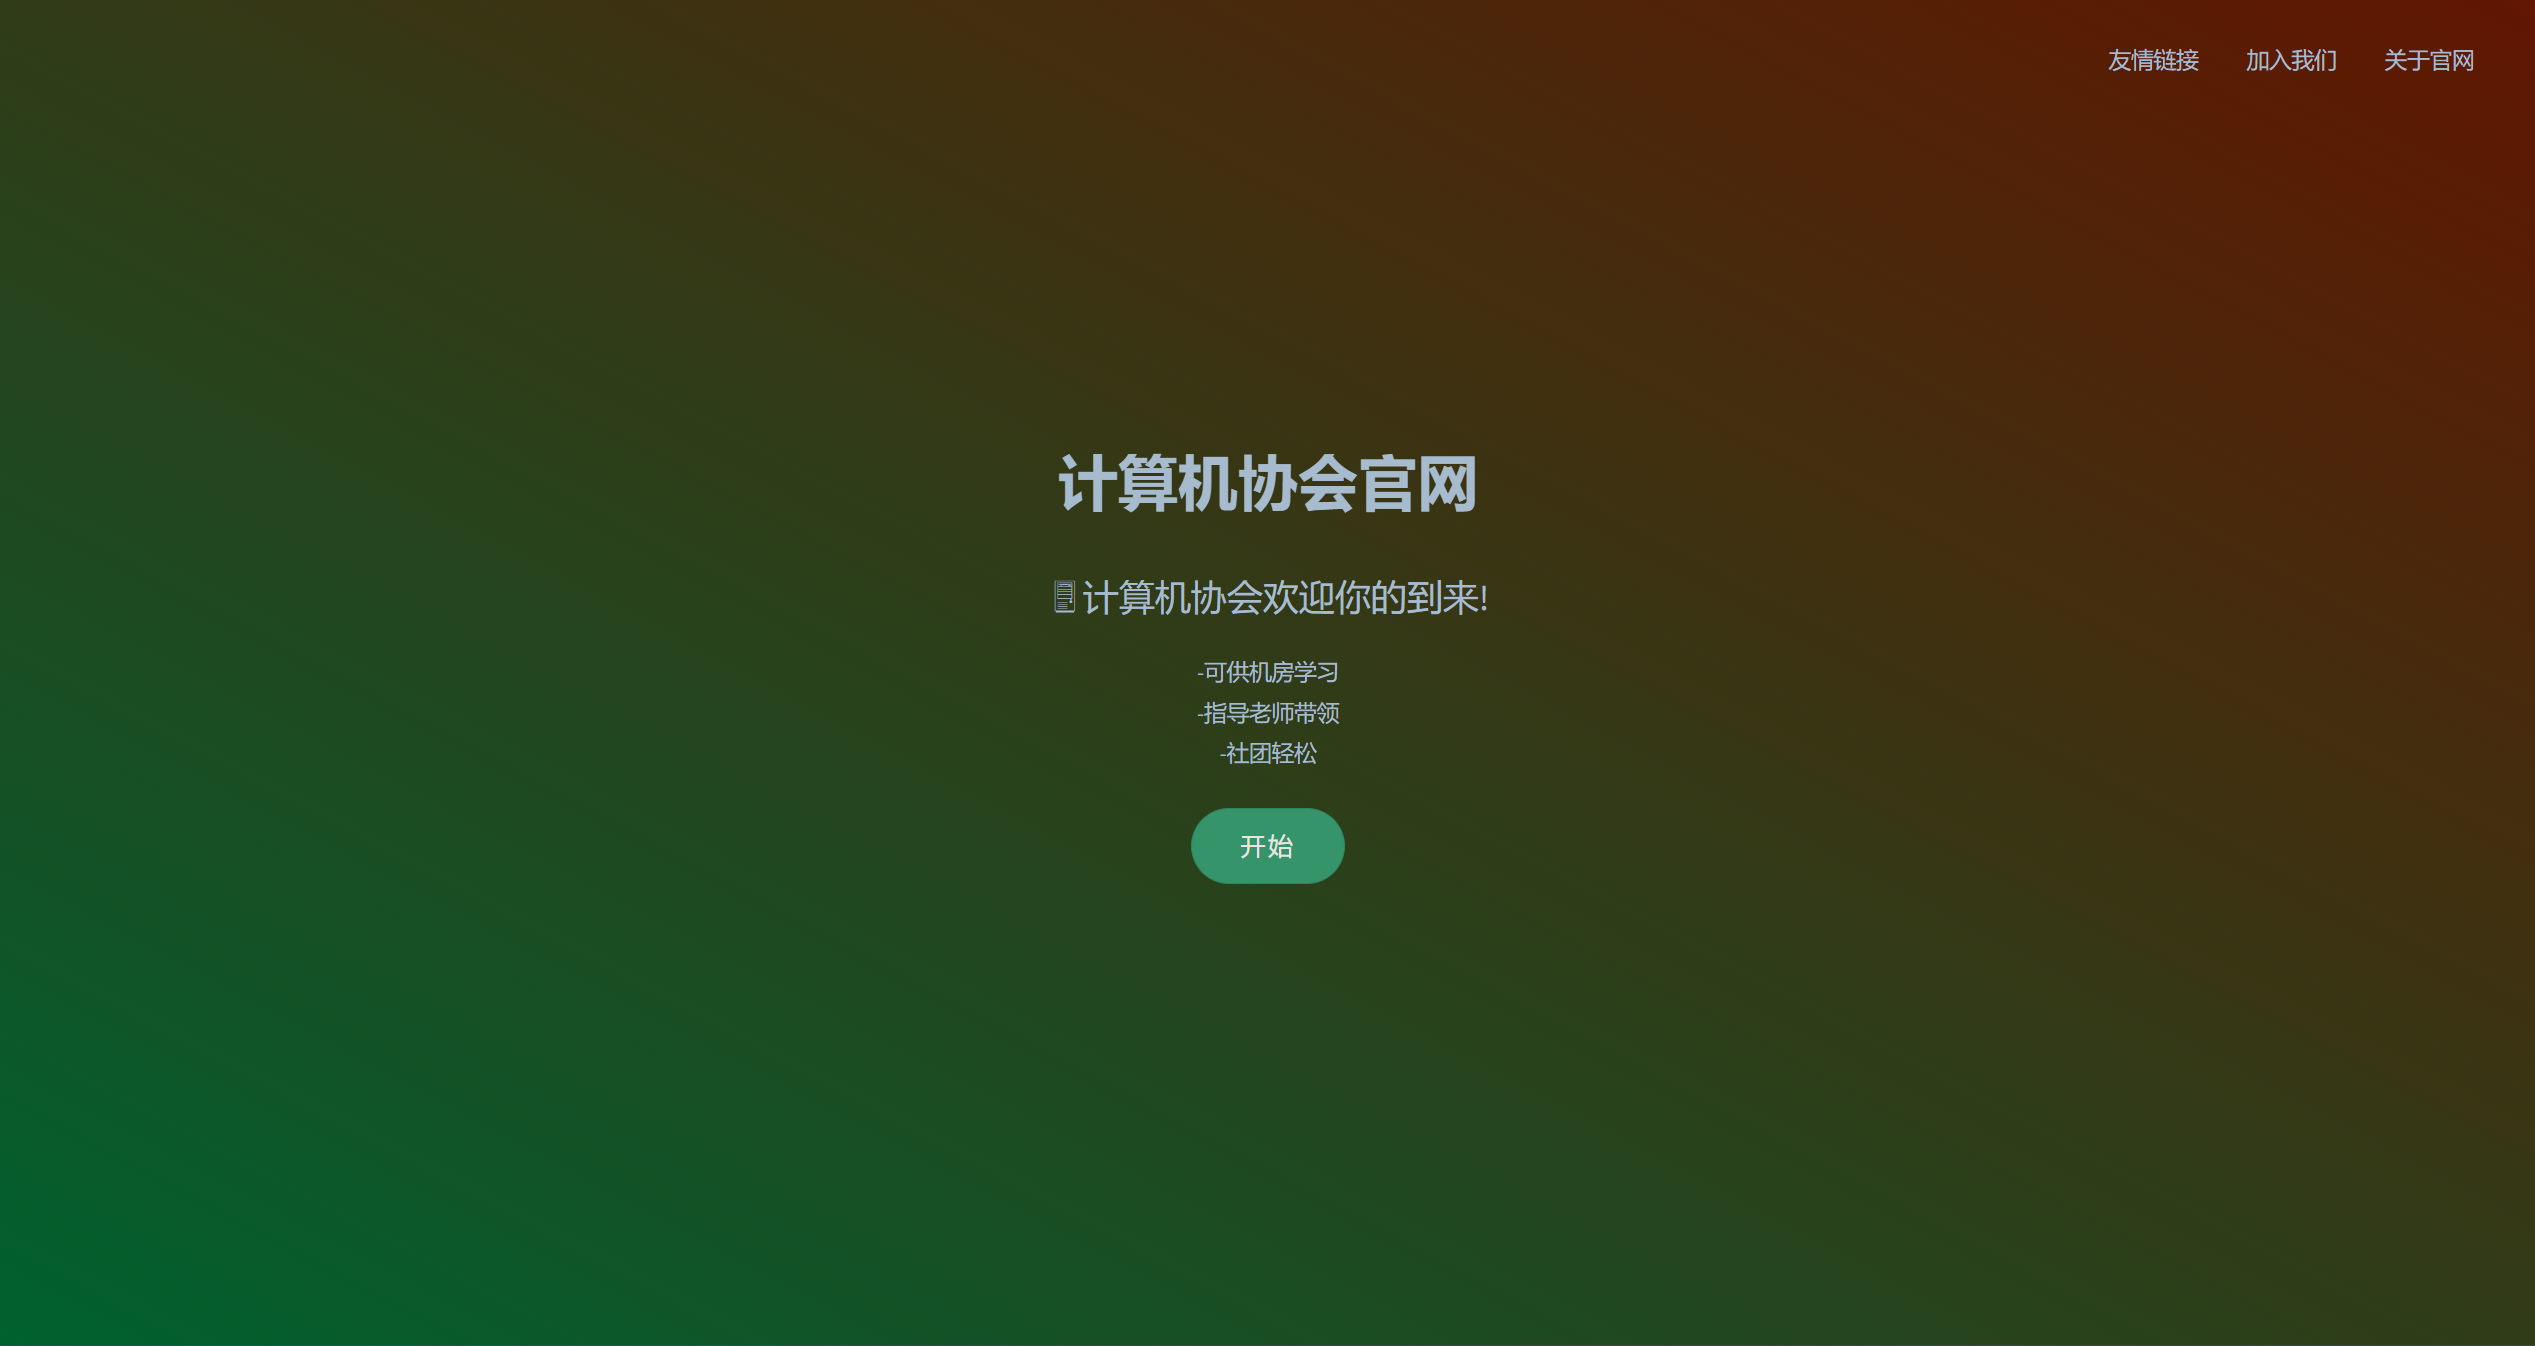 友情链接 加入我们 关于官网
计算机协会官网
计算机协会欢迎你的到来!
-可供机房学习
-指导老师带领
-社团轻松
开始